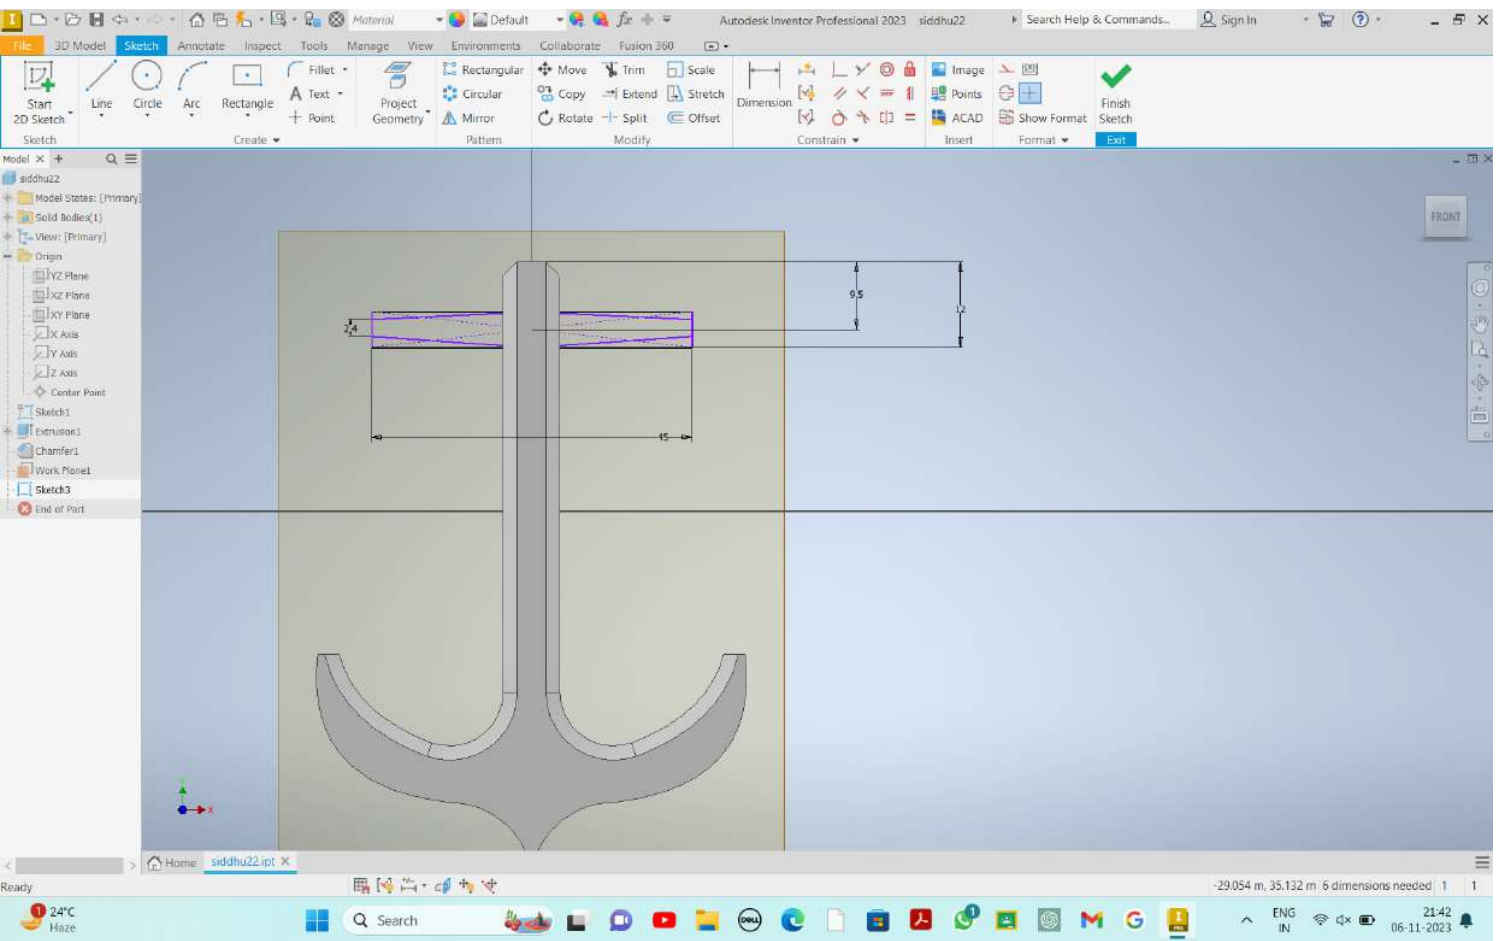 Material
Default
Autodesk Inventor Professional 2023 siddhu22
Search Help & Commands...
Sign In
File 3D Model Sketch Annotate Inspect Tools Manage View Environments Collaborate Fusion 360
Start
2D Sketch
Line
Circle
Arc
Rectangle
Fillet
Text
Point
Project
Geometry
Rectangular
Circular
Mirror
Move
Copy
Rotate
Trim
Extend
Split
Scale
Stretch
Offset
Dimension
Image
Points
ACAD
Show Format
Finish
Sketch
Sketch Create Pattern Modify Constrain Insert Format Exit
Model
siddhu22
Model States: [Primary]
Solid Bodies(1)
View: [Primary]
Origin
YZ Plane
XZ Plane
XY Plane
X Axis
Y Axis
Z Axis
Center Point
Sketch1
Extrusion1
Chamfer1
Work Plane1
Sketch3
End of Part
FRONT
9.5
12
2.4
45
Y
X
Home siddhu22.ipt
Ready
-29.054 m, 35.132 m 6 dimensions needed 1 1
24°C
Haze
Search
ENG
IN
21:42
06-11-2023